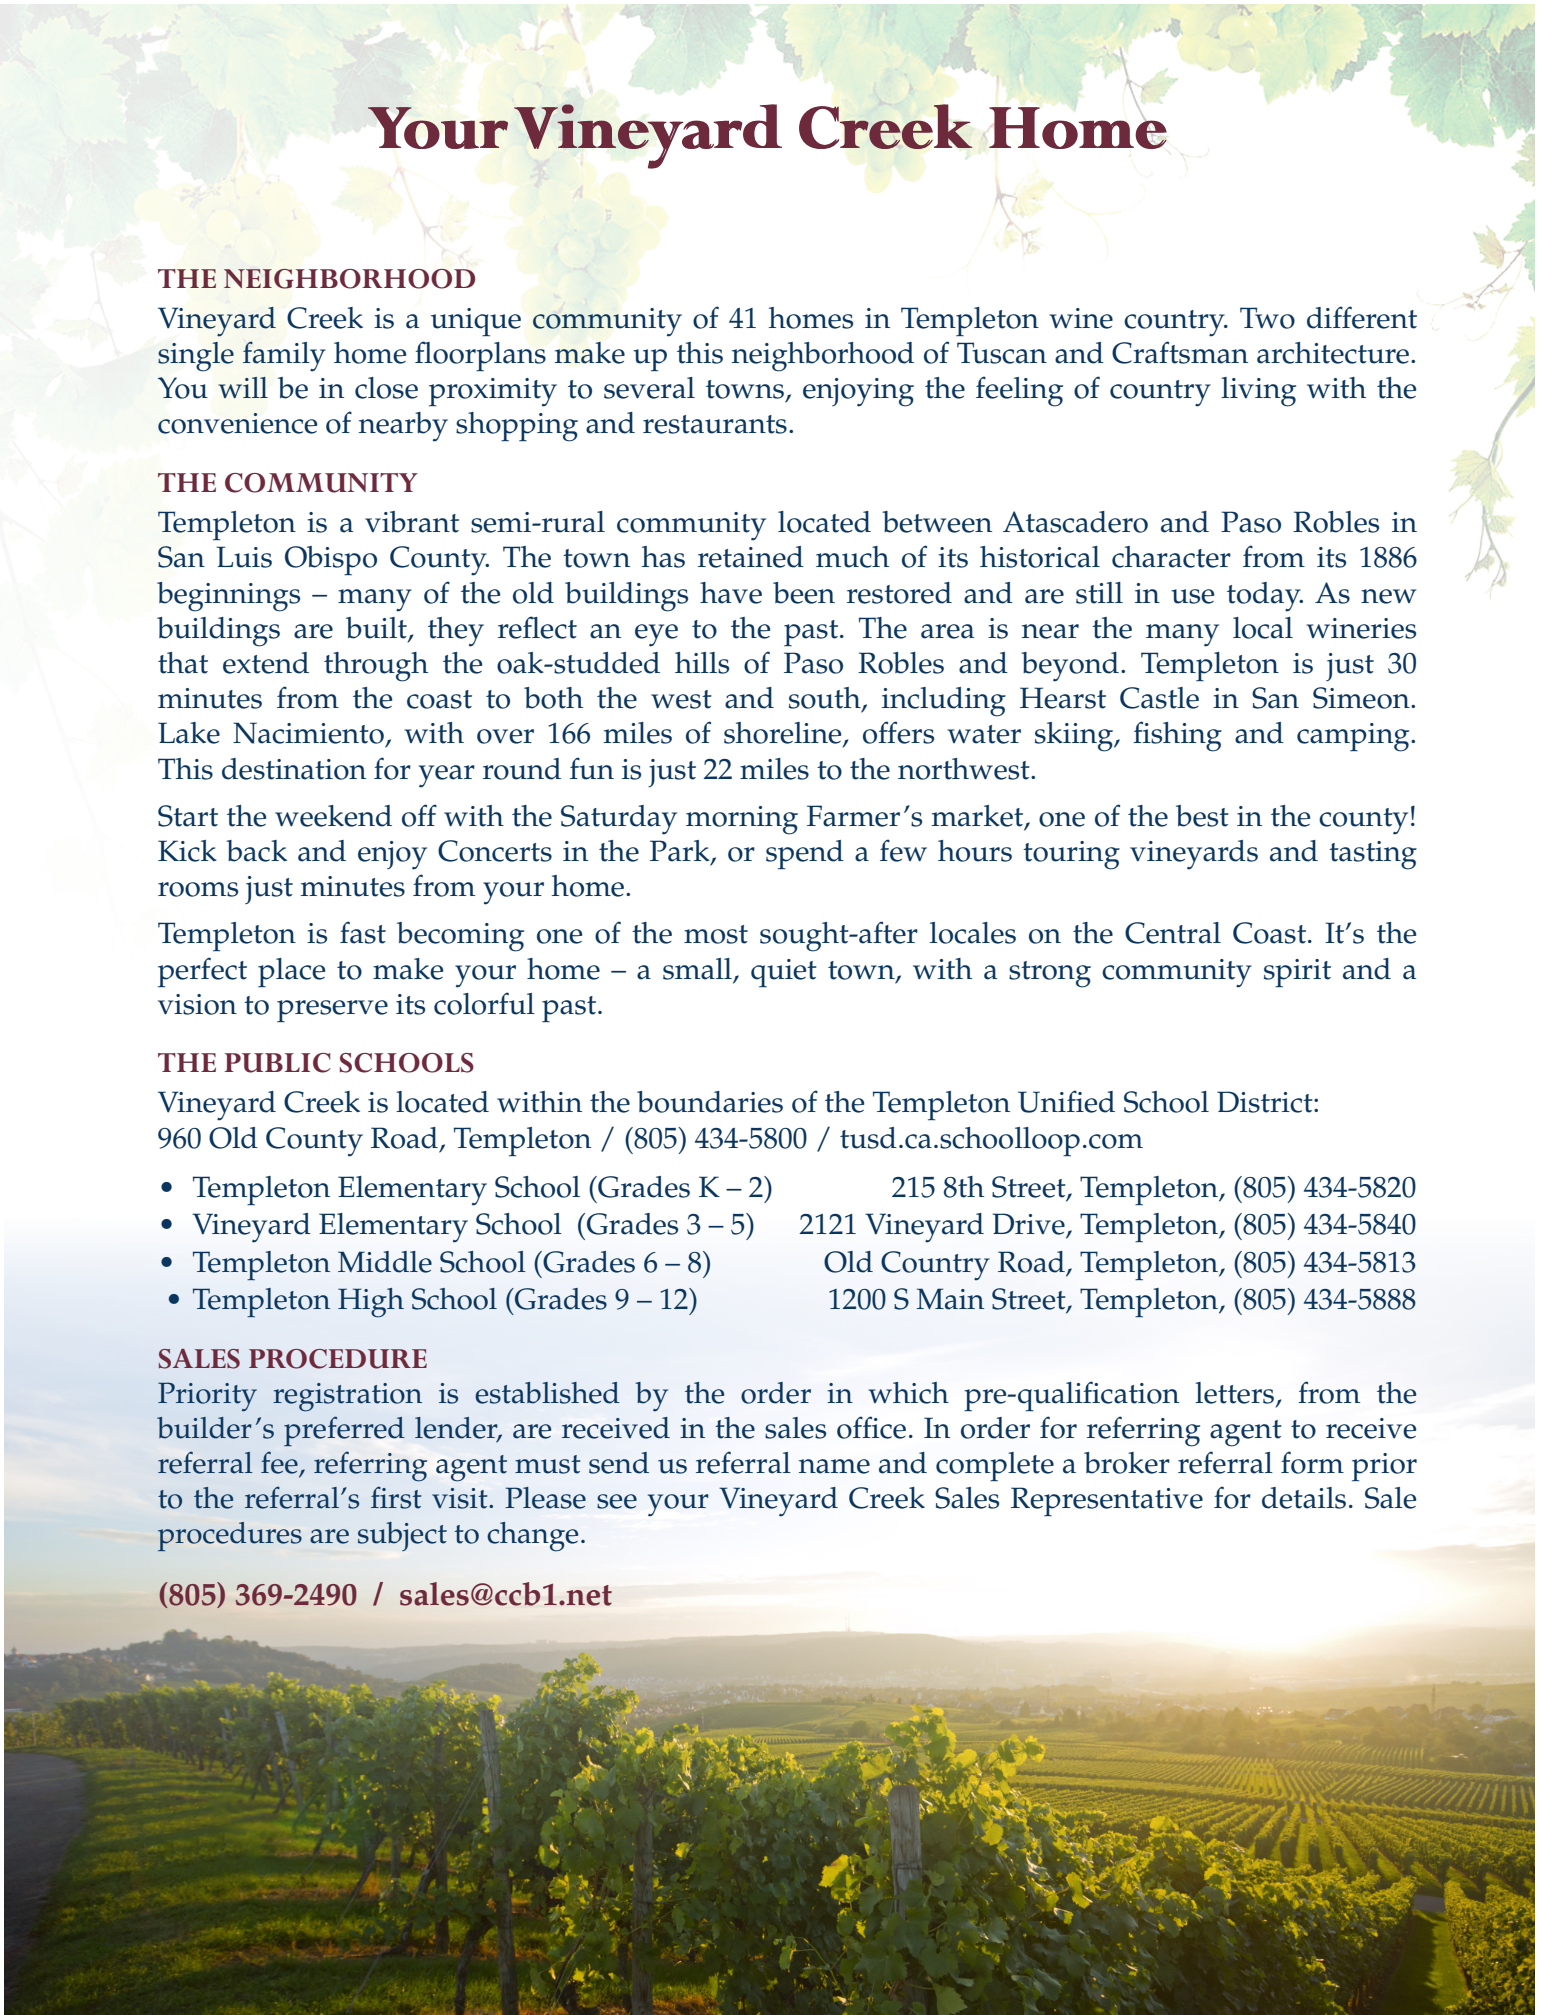 Your Vineyard Creek Home
THE NEIGHBORHOOD
Vineyard Creek is a unique community of 41 homes in Templeton wine country. Two different
single family home floorplans make up this neighborhood of Tuscan and Craftsman architecture.
You will be in close proximity to several towns, enjoying the feeling of country living with the
convenience of nearby shopping and restaurants.
THE COMMUNITY
Templeton is a vibrant semi-rural community located between Atascadero and Paso Robles in
San Luis Obispo County. The town has retained much of its historical character from its 1886
beginnings – many of the old buildings have been restored and are still in use today. As new
buildings are built, they reflect an eye to the past. The area is near the many local wineries
that extend through the oak-studded hills of Paso Robles and beyond. Templeton is just 30
minutes from the coast to both the west and south, including Hearst Castle in San Simeon.
Lake Nacimiento, with over 166 miles of shoreline, offers water skiing, fishing and camping.
This destination for year round fun is just 22 miles to the northwest.
Start the weekend off with the Saturday morning Farmer's market, one of the best in the county!
Kick back and enjoy Concerts in the Park, or spend a few hours touring vineyards and tasting
rooms just minutes from your home.
Templeton is fast becoming one of the most sought-after locales on the Central Coast. It's the
perfect place to make your home – a small, quiet town, with a strong community spirit and a
vision to preserve its colorful past.
THE PUBLIC SCHOOLS
Vineyard Creek is located within the boundaries of the Templeton Unified School District:
960 Old County Road, Templeton / (805) 434-5800 / tusd.ca.schoolloop.com
• Templeton Elementary School (Grades K – 2) 215 8th Street, Templeton, (805) 434-5820
• Vineyard Elementary School (Grades 3 – 5) 2121 Vineyard Drive, Templeton, (805) 434-5840
• Templeton Middle School (Grades 6 – 8) Old Country Road, Templeton, (805) 434-5813
• Templeton High School (Grades 9 – 12) 1200 S Main Street, Templeton, (805) 434-5888
SALES PROCEDURE
Priority registration is established by the order in which pre-qualification letters, from the
builder's preferred lender, are received in the sales office. In order for referring agent to receive
referral fee, referring agent must send us referral name and complete a broker referral form prior
to the referral's first visit. Please see your Vineyard Creek Sales Representative for details. Sale
procedures are subject to change.
(805) 369-2490 / sales@ccb1.net